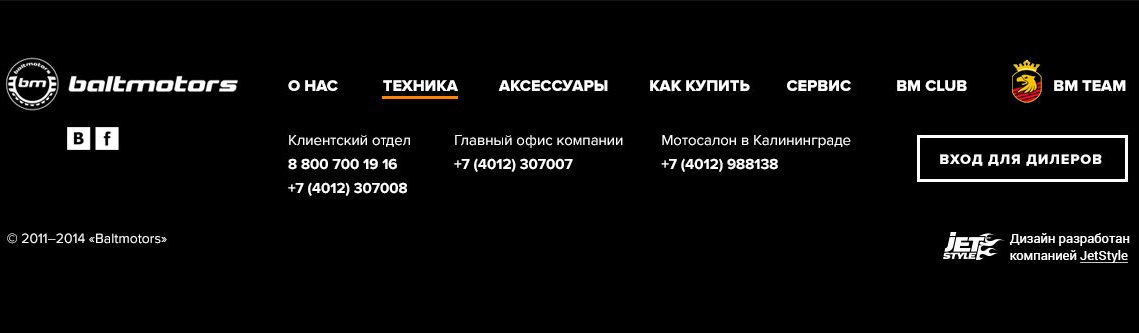 baltmotors
bm
baltmotors
О НАС
ТЕХНИКА
АКСЕССУАРЫ
КАК КУПИТЬ
СЕРВИС
BM CLUB
BM TEAM
В f
Клиентский отдел
8 800 700 19 16
+7 (4012) 307008
Главный офис компании
+7 (4012) 307007
Мотосалон в Калининграде
+7 (4012) 988138
ВХОД ДЛЯ ДИЛЕРОВ
© 2011–2014 «Baltmotors»
JET
STYLE
Дизайн разработан
компанией JetStyle